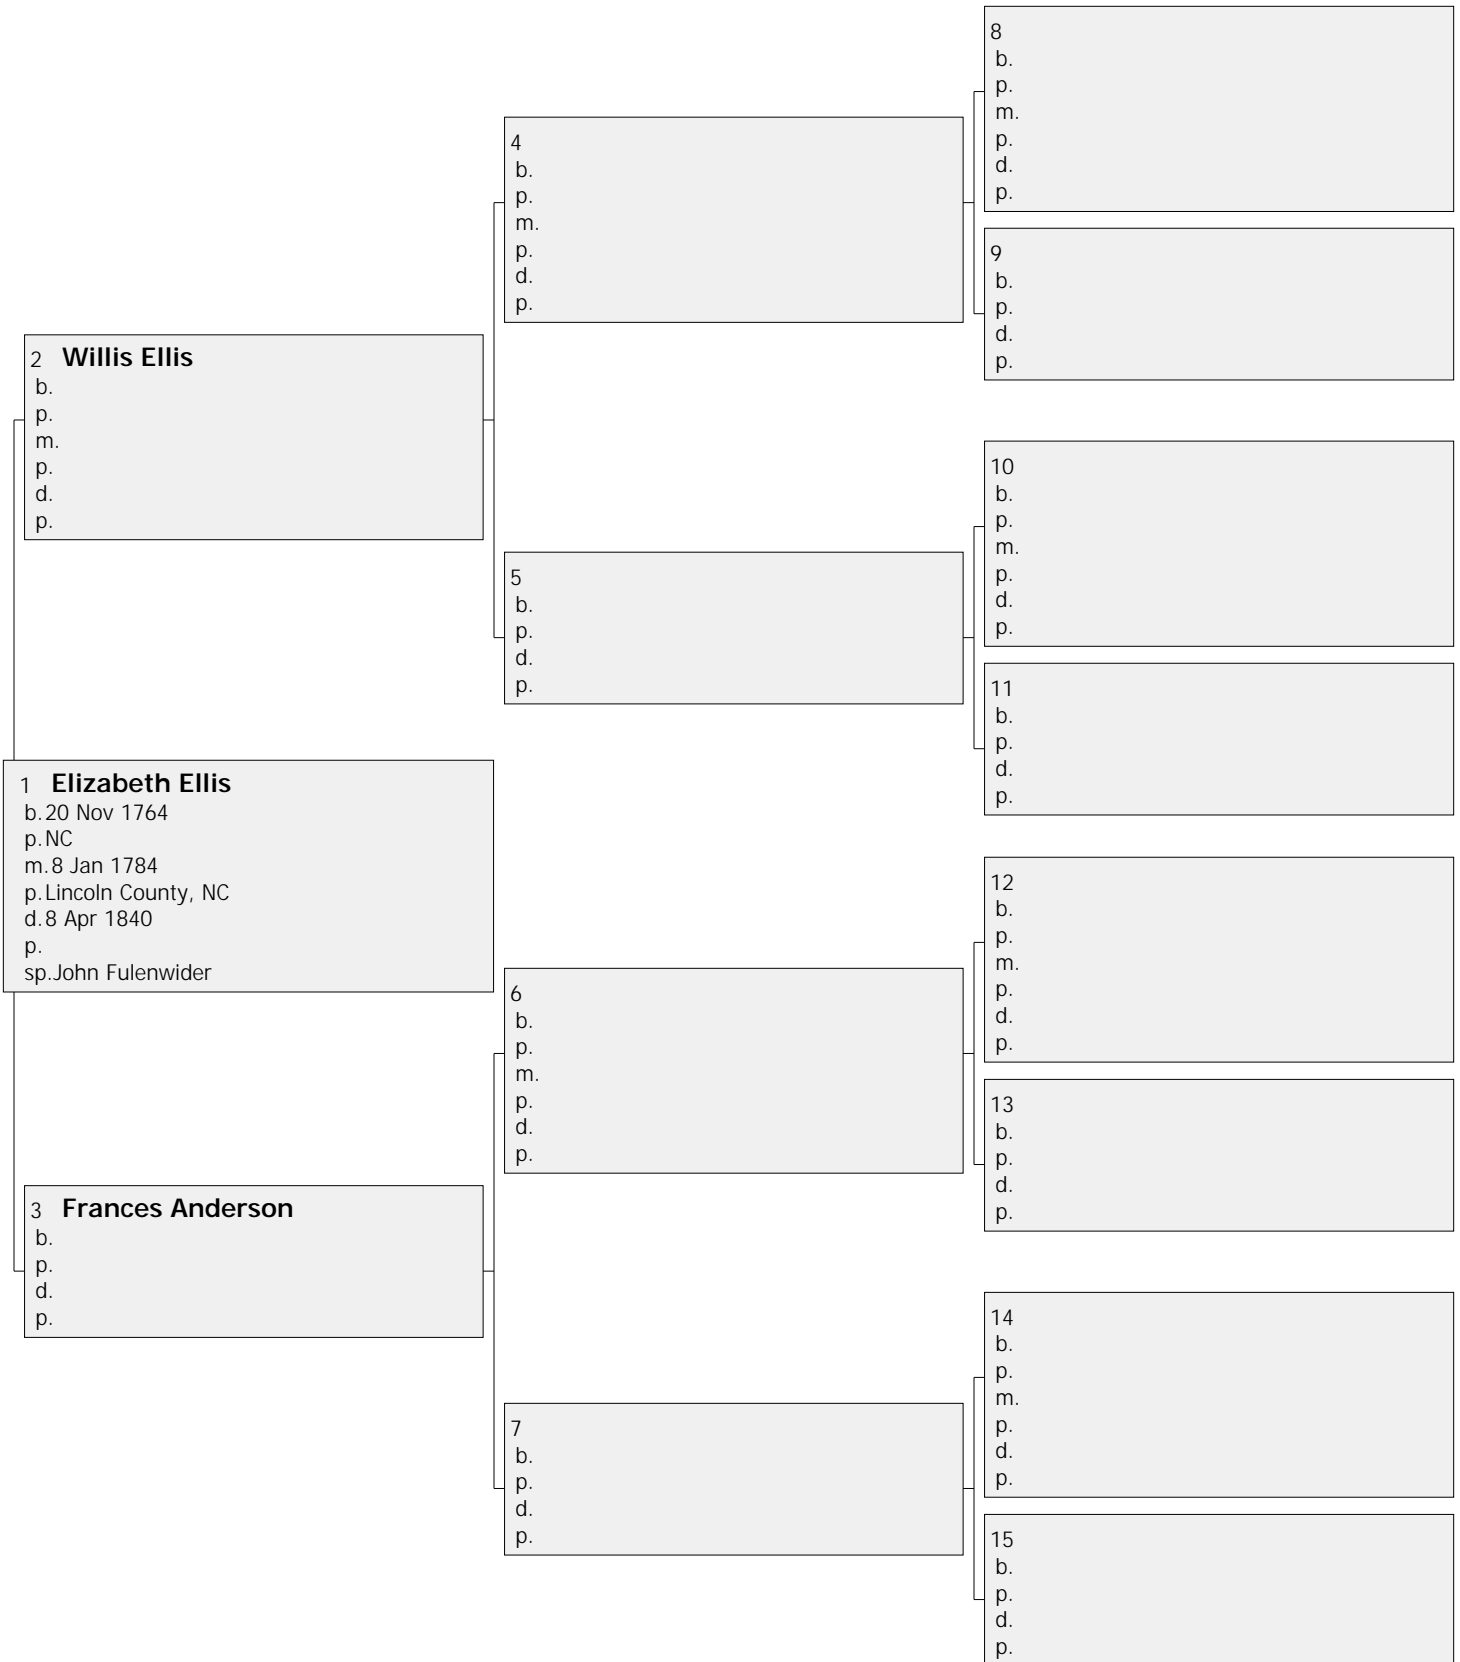 8
b.
p.
m.
p.
d.
p.
4
b.
p.
m.
p.
d.
p.
9
b.
p.
d.
p.
2 Willis Ellis
b.
p.
m.
p.
d.
p.
10
b.
p.
m.
p.
d.
p.
5
b.
p.
d.
p.
11
b.
p.
d.
p.
1 Elizabeth Ellis
b.20 Nov 1764
p.NC
m.8 Jan 1784
p.Lincoln County, NC
d.8 Apr 1840
p.
sp.John Fulenwider
12
b.
p.
m.
p.
d.
p.
6
b.
p.
m.
p.
d.
p.
13
b.
p.
d.
p.
3 Frances Anderson
b.
p.
d.
p.
14
b.
p.
m.
p.
d.
p.
7
b.
p.
d.
p.
15
b.
p.
d.
p.